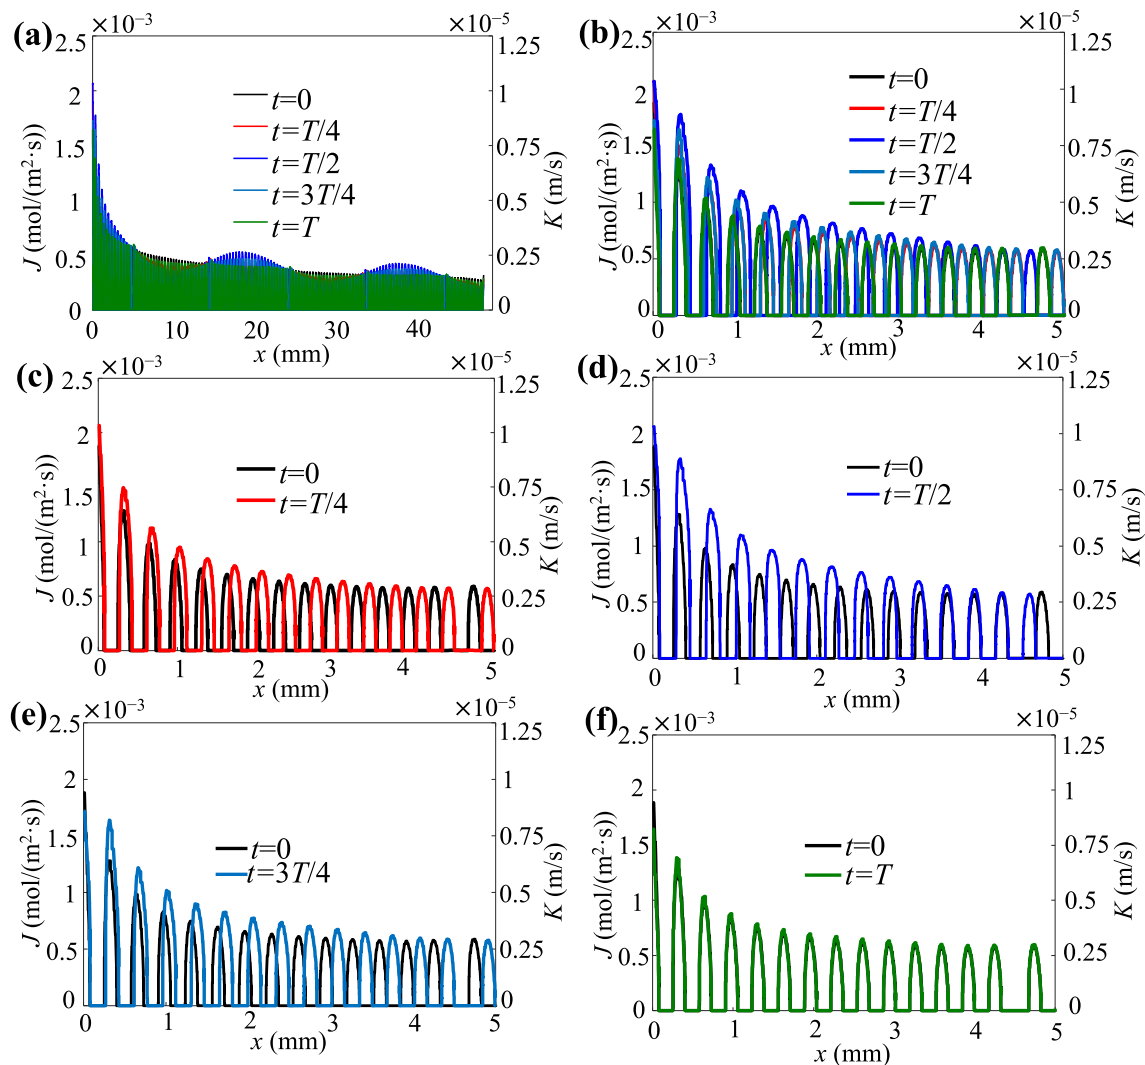 (a)
×10⁻³
×10⁻⁵
2.5
2
1.5
1
0.5
0
1.25
1
0.75
0.5
0.25
0
J (mol/(m²·s))
K (m/s)
t=0
t=T/4
t=T/2
t=3T/4
t=T
0 10 20 30 40
x (mm)
(b)
×10⁻³
×10⁻⁵
2.5
2
1.5
1
0.5
0
1.25
1
0.75
0.5
0.25
0
J (mol/(m²·s))
K (m/s)
t=0
t=T/4
t=T/2
t=3T/4
t=T
0 1 2 3 4 5
x (mm)
(c)
×10⁻³
×10⁻⁵
2.5
2
1.5
1
0.5
0
1.25
1
0.75
0.5
0.25
0
J (mol/(m²·s))
K (m/s)
t=0
t=T/4
0 1 2 3 4 5
x (mm)
(d)
×10⁻³
×10⁻⁵
2.5
2
1.5
1
0.5
0
1.25
1
0.75
0.5
0.25
0
J (mol/(m²·s))
K (m/s)
t=0
t=T/2
0 1 2 3 4 5
x (mm)
(e)
×10⁻³
×10⁻⁵
2.5
2
1.5
1
0.5
0
1.25
1
0.75
0.5
0.25
0
J (mol/(m²·s))
K (m/s)
t=0
t=3T/4
0 1 2 3 4 5
x (mm)
(f)
×10⁻³
×10⁻⁵
2.5
2
1.5
1
0.5
0
1.25
1
0.75
0.5
0.25
0
J (mol/(m²·s))
K (m/s)
t=0
t=T
0 1 2 3 4 5
x (mm)